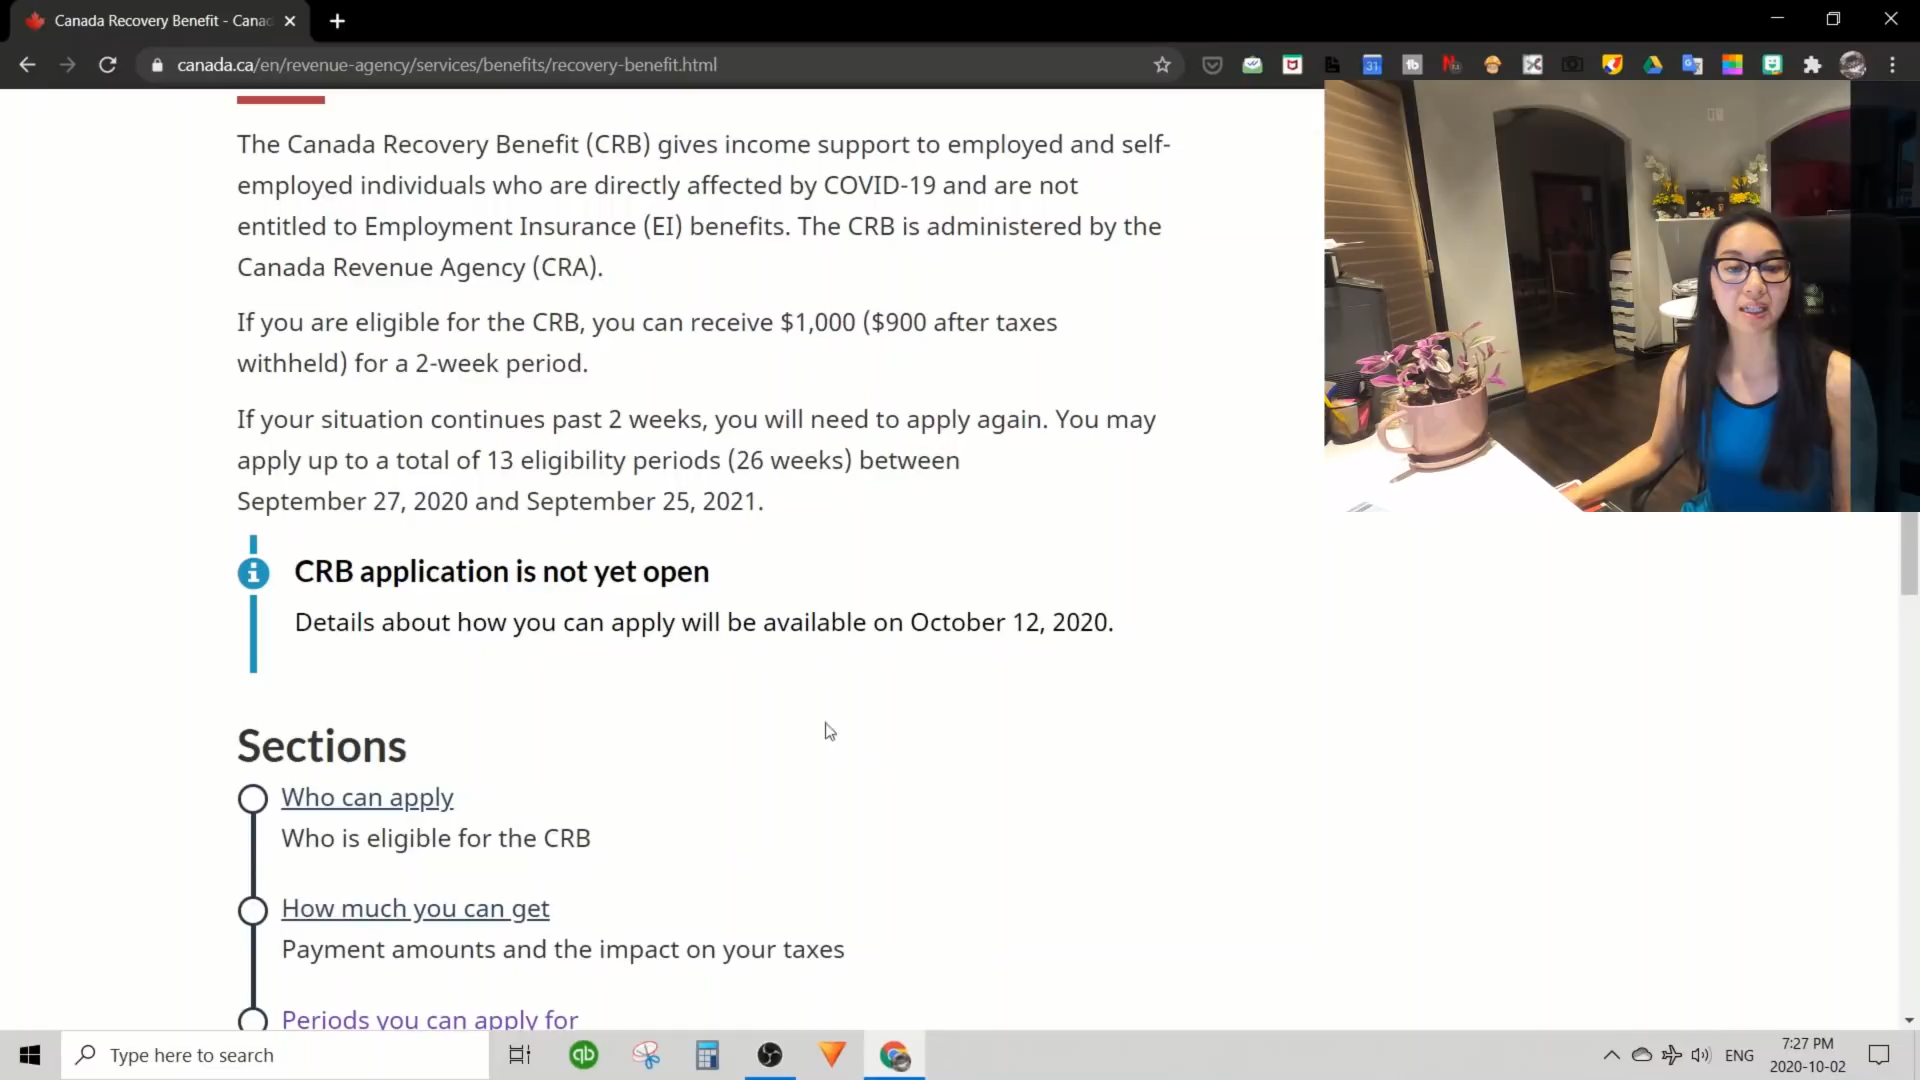 Canada Recovery Benefit - Canad
canada.ca/en/revenue-agency/services/benefits/recovery-benefit.html
The Canada Recovery Benefit (CRB) gives income support to employed and self-
employed individuals who are directly affected by COVID-19 and are not
entitled to Employment Insurance (EI) benefits. The CRB is administered by the
Canada Revenue Agency (CRA).
If you are eligible for the CRB, you can receive $1,000 ($900 after taxes
withheld) for a 2-week period.
If your situation continues past 2 weeks, you will need to apply again. You may
apply up to a total of 13 eligibility periods (26 weeks) between
September 27, 2020 and September 25, 2021.
CRB application is not yet open
Details about how you can apply will be available on October 12, 2020.
Sections
Who can apply
Who is eligible for the CRB
How much you can get
Payment amounts and the impact on your taxes
Periods you can apply for
Type here to search
qb
ENG
7:27 PM
2020-10-02